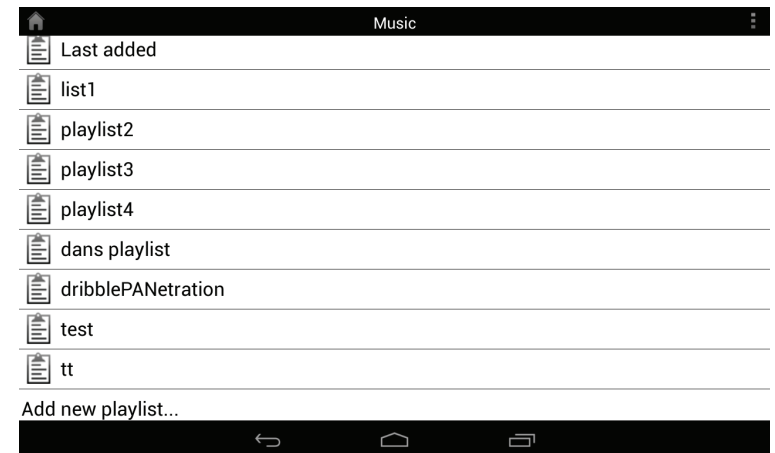 Music
Last added
list1
playlist2
playlist3
playlist4
dans playlist
dribblePANetration
test
tt
Add new playlist...